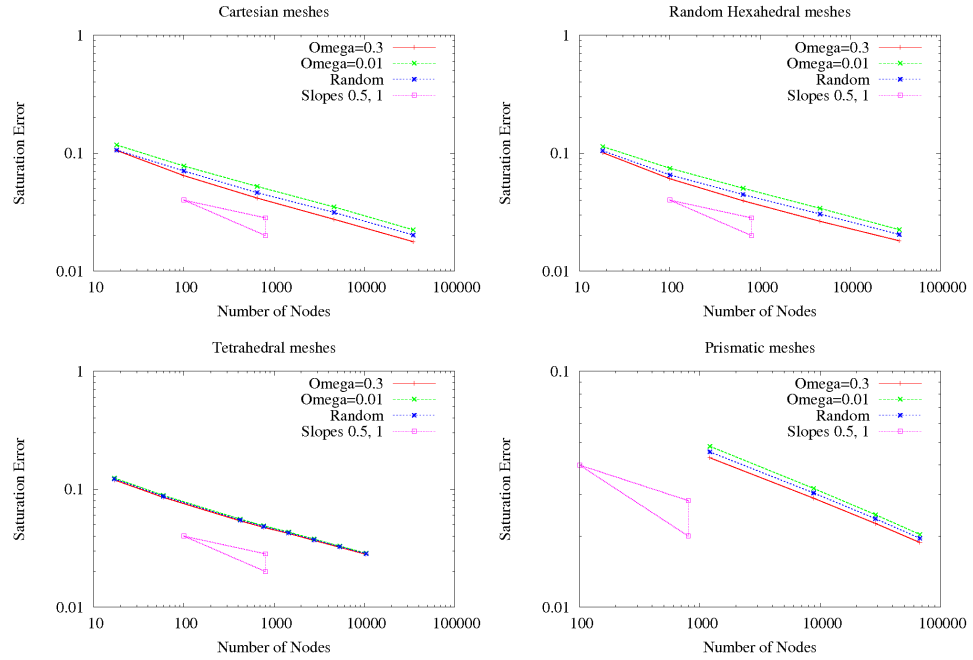 Cartesian meshes
1
0.1
0.01
Saturation Error
Omega=0.3
Omega=0.01
Random
Slopes 0.5, 1
10 100 1000 10000 100000
Number of Nodes
Random Hexahedral meshes
1
0.1
0.01
Saturation Error
Omega=0.3
Omega=0.01
Random
Slopes 0.5, 1
10 100 1000 10000 100000
Number of Nodes
Tetrahedral meshes
1
0.1
0.01
Saturation Error
Omega=0.3
Omega=0.01
Random
Slopes 0.5, 1
10 100 1000 10000 100000
Number of Nodes
Prismatic meshes
0.1
0.01
Saturation Error
Omega=0.3
Omega=0.01
Random
Slopes 0.5, 1
100 1000 10000 100000
Number of Nodes